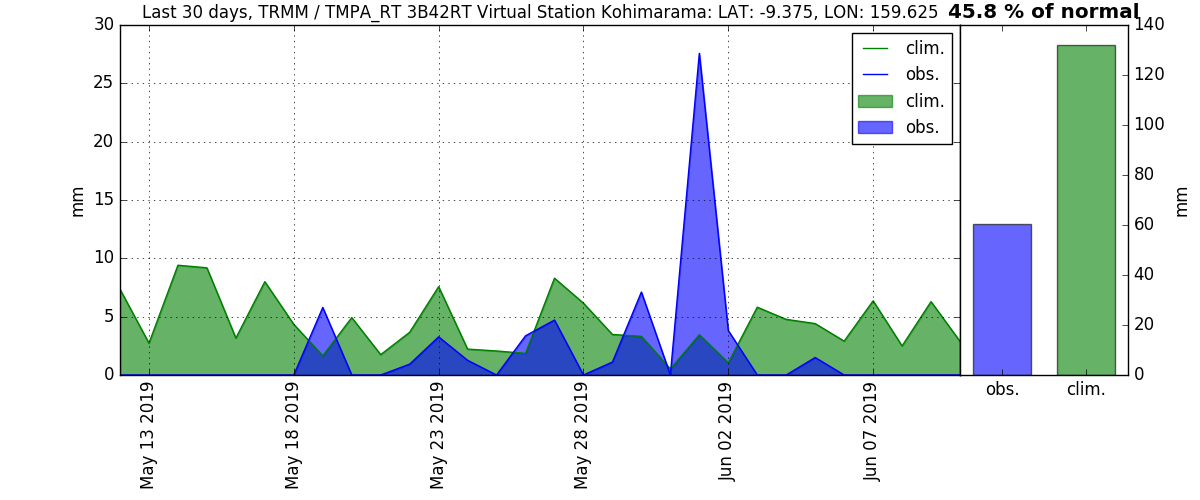 Last 30 days, TRMM / TMPA_RT 3B42RT Virtual Station Kohimarama: LAT: -9.375, LON: 159.625
45.8 % of normal
30
25
20
15
10
5
0
mm
clim.
obs.
clim.
obs.
May 13 2019
May 18 2019
May 23 2019
May 28 2019
Jun 02 2019
Jun 07 2019
140
120
100
80
60
40
20
0
mm
obs.
clim.